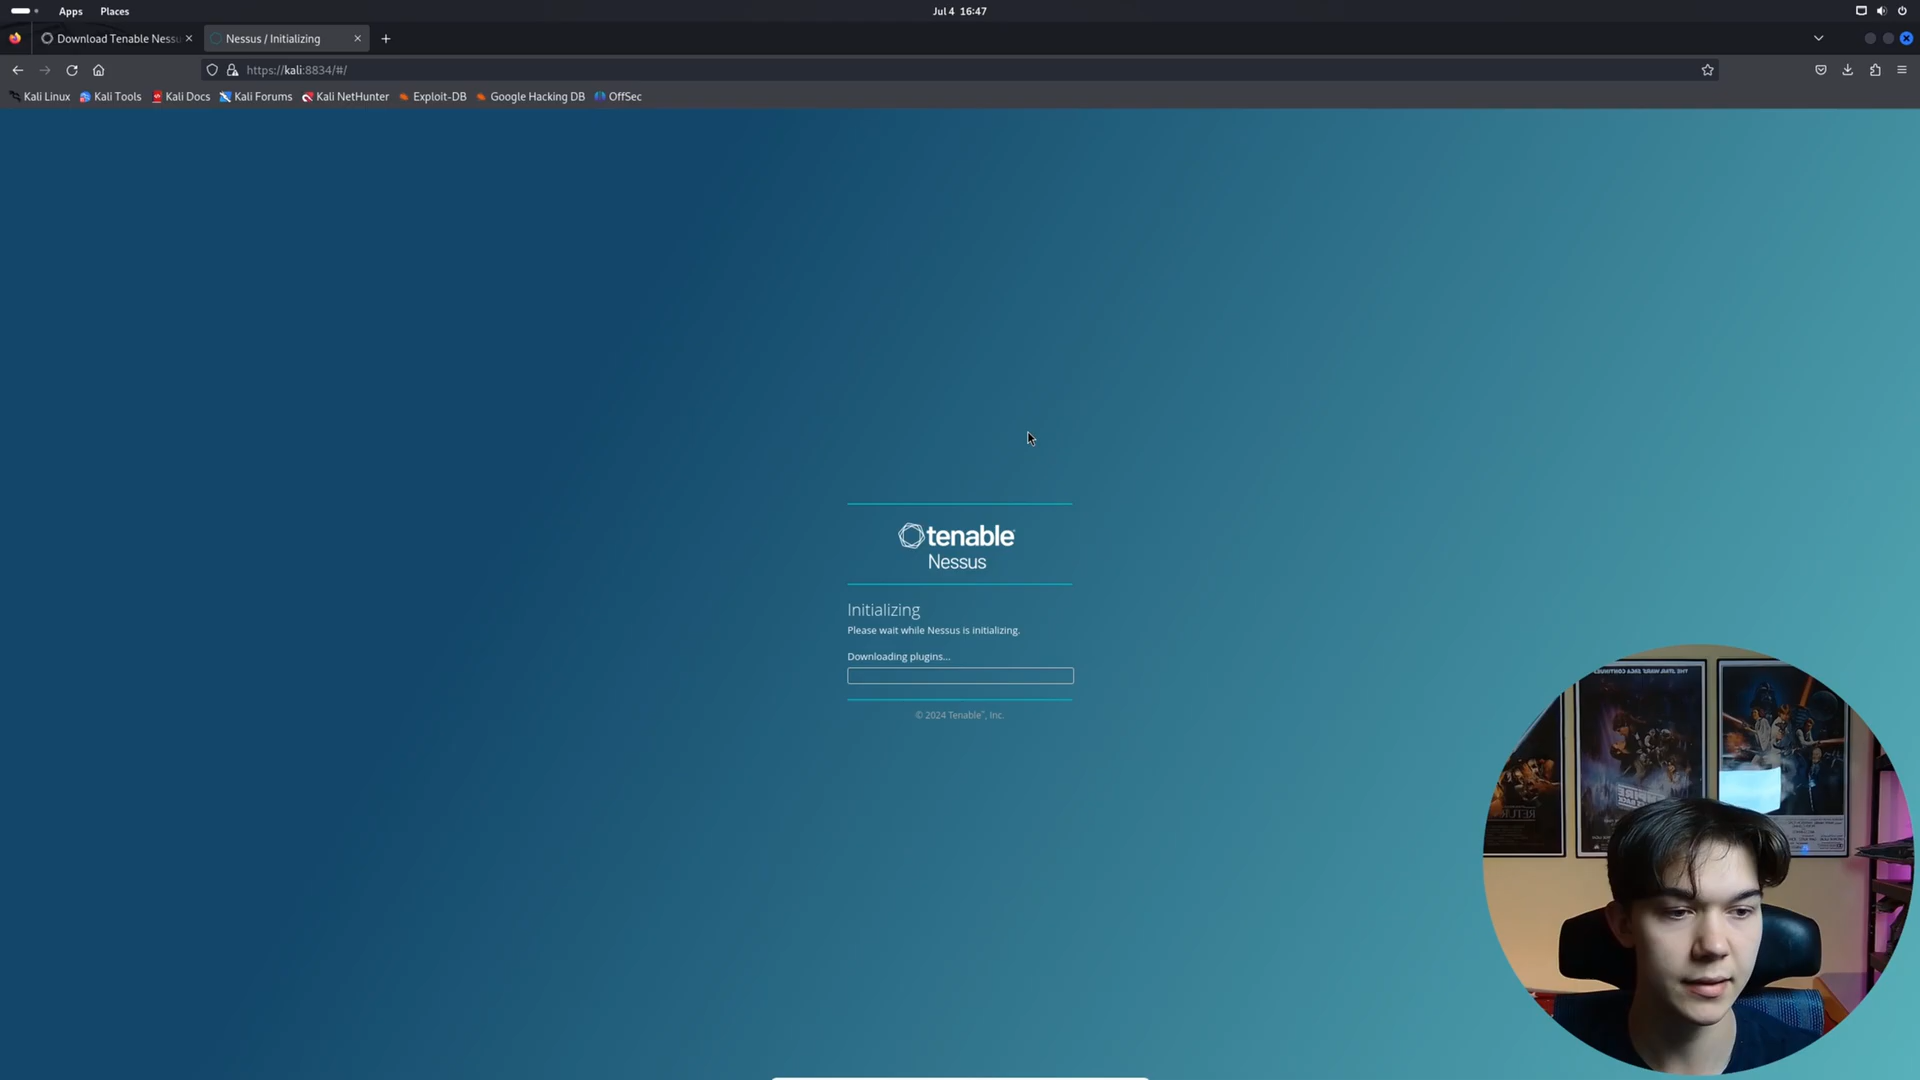 Apps Places Jul 4 16:47
Download Tenable Nessu Nessus / Initializing
https://kali:8834/#/
Kali Linux Kali Tools Kali Docs Kali Forums Kali NetHunter Exploit-DB Google Hacking DB OffSec
tenable
Nessus
Initializing
Please wait while Nessus is initializing.
Downloading plugins...
© 2024 Tenable™, Inc.